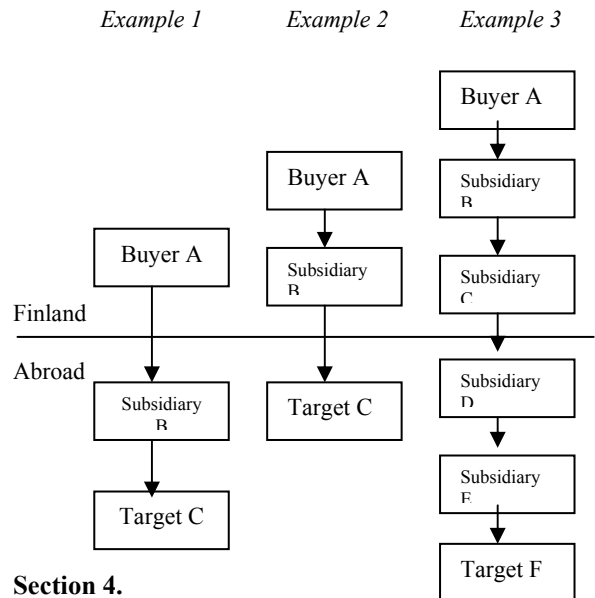 Example 1
Example 2
Example 3
Buyer A
Subsidiary
B
Target C
Buyer A
Subsidiary
B
Target C
Buyer A
Subsidiary
B
Subsidiary
C
Subsidiary
D
Subsidiary
E
Target F
Finland
Abroad
Section 4.